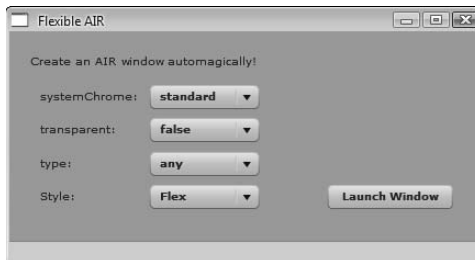 Flexible AIR
Create an AIR window automagically!
systemChrome: standard
transparent: false
type: any
Style: Flex
Launch Window